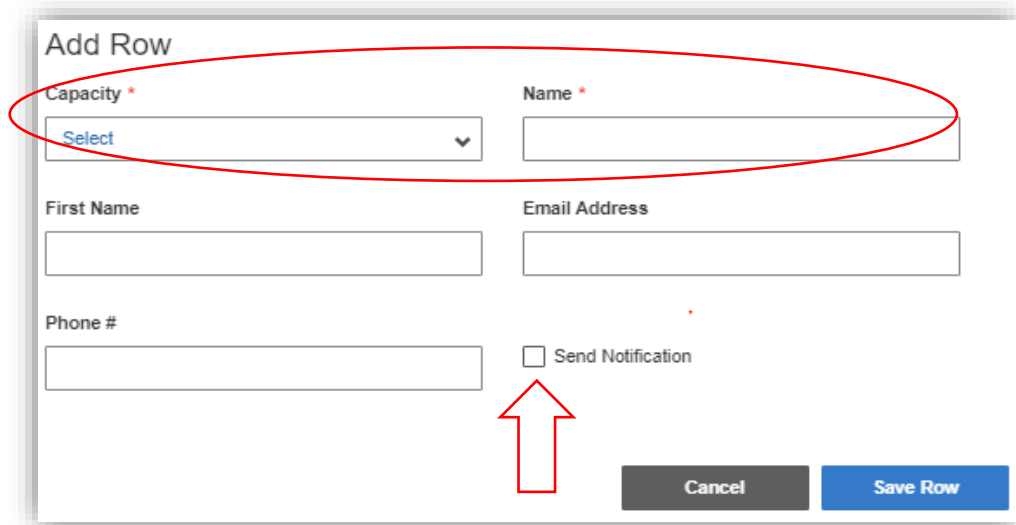 Add Row
Capacity * Name *
Select
First Name Email Address
Phone # *
Send Notification
Cancel Save Row